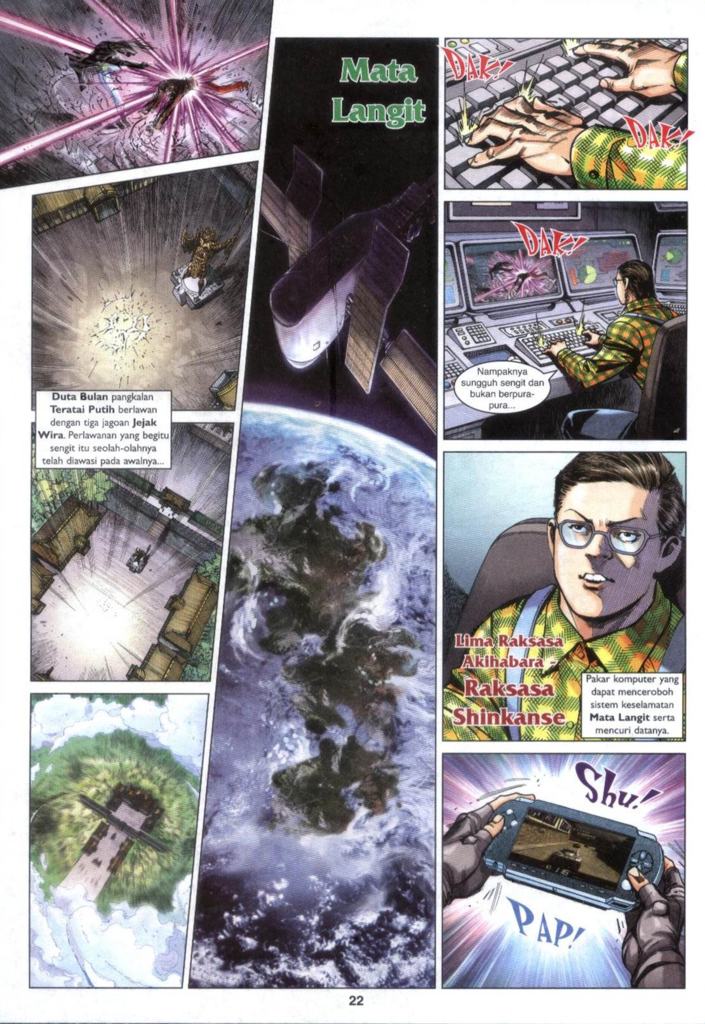 Duta Bulan pangkalan
Teratai Putih berlawan
dengan tiga jagoan Jejak
Wira. Perlawanan yang begitu
sengit itu seolah-olahnya
telah diawasi pada awalnya...
Mata
Langit
DAK!
DAK!
DAK!
Nampaknya
sungguh sengit dan
bukan berpura-
pura...
Lima Raksasa
Akihabara -
Raksasa
Shinkanse
Pakar komputer yang
dapat menceroboh
sistem keselamatan
Mata Langit serta
mencuri datanya.
Shu!
PAP!
22